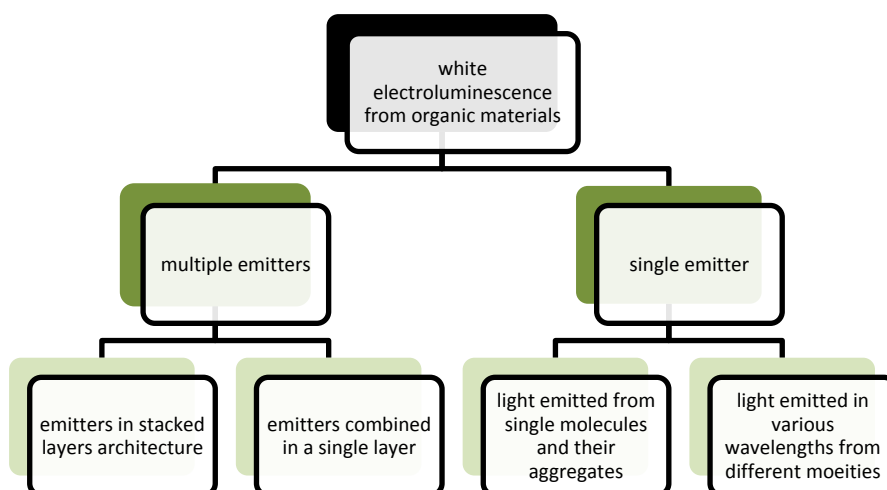 white
electroluminescence
from organic materials
multiple emitters
single emitter
emitters in stacked
layers architecture
emitters combined
in a single layer
light emitted from
single molecules
and their
aggregates
light emitted in
various
wavelengths from
different moeities